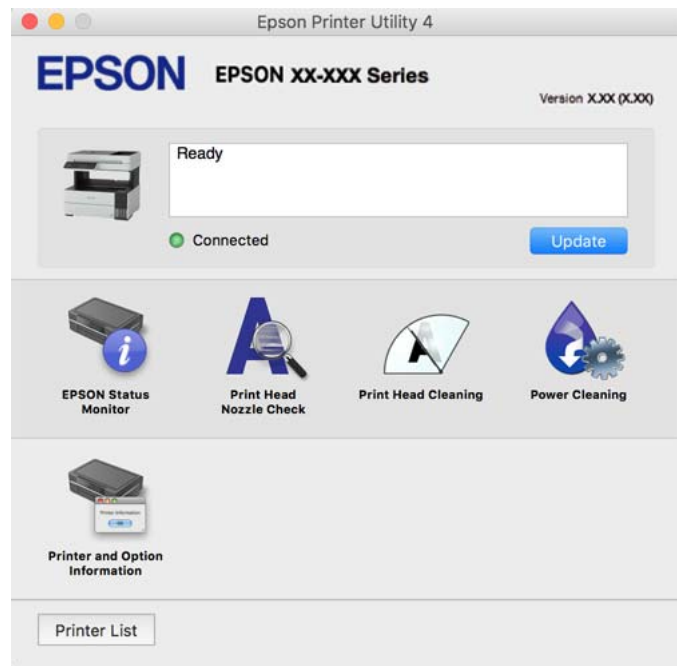 Epson Printer Utility 4
EPSON
EPSON XX-XXX Series
Version X.XX (X.XX)
Ready
Connected
Update
EPSON Status
Monitor
Print Head
Nozzle Check
Print Head Cleaning
Power Cleaning
Printer and Option
Information
Printer List